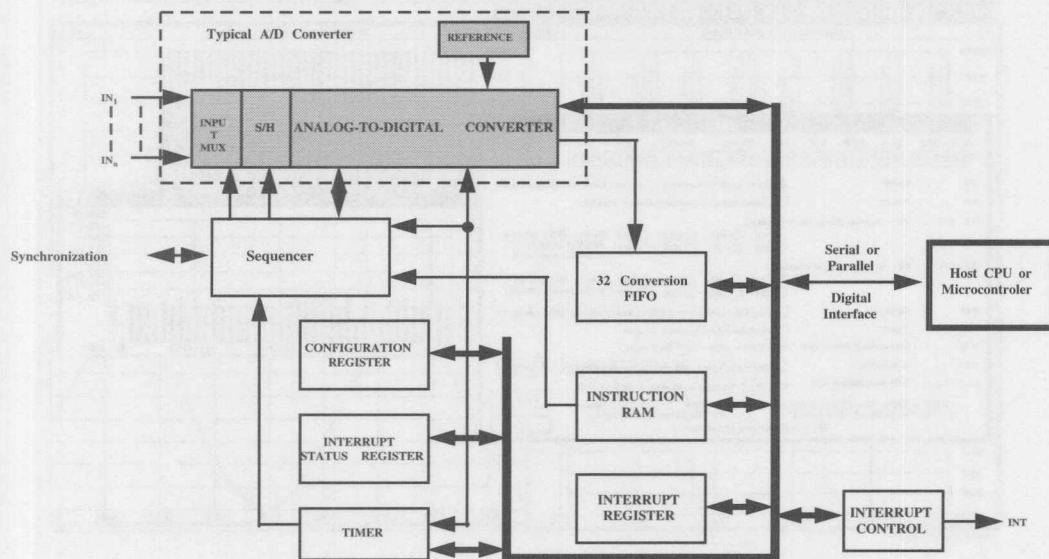 Typical A/D Converter
REFERENCE
IN1
INn
INPU
T
MUX
S/H
ANALOG-TO-DIGITAL CONVERTER
Synchronization
Sequencer
32 Conversion
FIFO
Serial or
Parallel
Digital
Interface
Host CPU or
Microcontroler
CONFIGURATION
REGISTER
INSTRUCTION
RAM
INTERRUPT
STATUS REGISTER
INTERRUPT
REGISTER
TIMER
INTERRUPT
CONTROL
INT